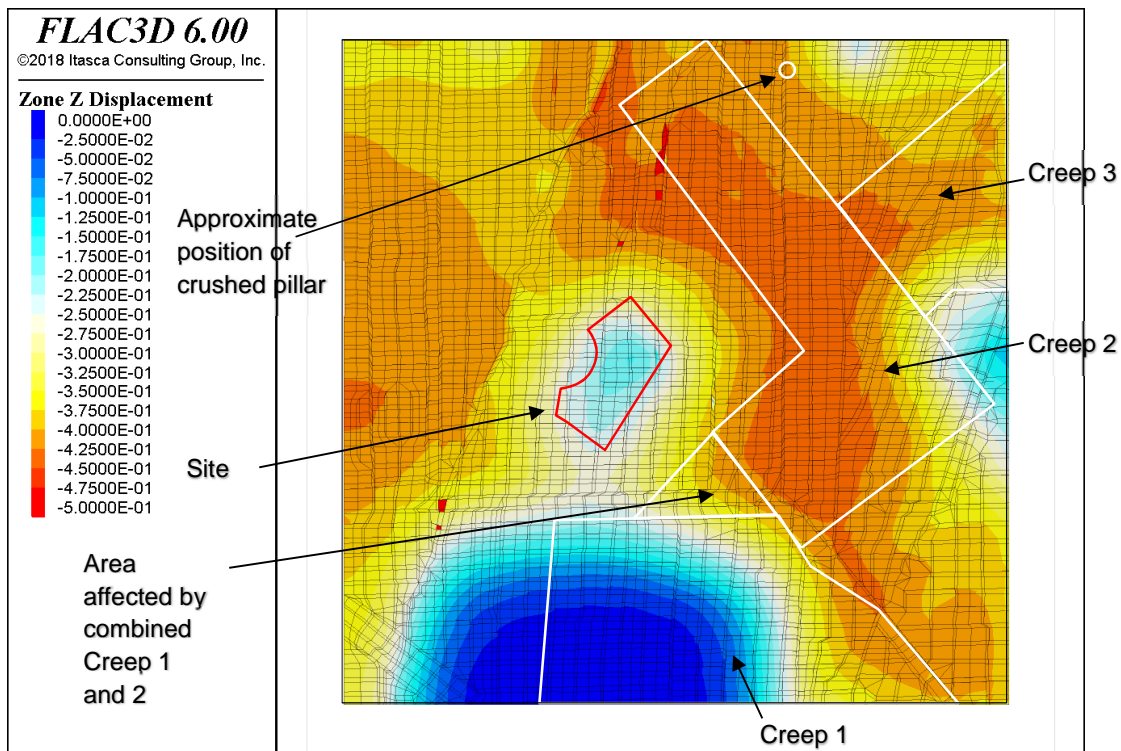 FLAC3D 6.00
©2018 Itasca Consulting Group, Inc.
Zone Z Displacement
0.0000E+00
-2.5000E-02
-5.0000E-02
-7.5000E-02
-1.0000E-01
-1.2500E-01
-1.5000E-01
-1.7500E-01
-2.0000E-01
-2.2500E-01
-2.5000E-01
-2.7500E-01
-3.0000E-01
-3.2500E-01
-3.5000E-01
-3.7500E-01
-4.0000E-01
-4.2500E-01
-4.5000E-01
-4.7500E-01
-5.0000E-01
Approximate
position of
crushed pillar
Site
Area
affected by
combined
Creep 1
and 2
Creep 3
Creep 2
Creep 1